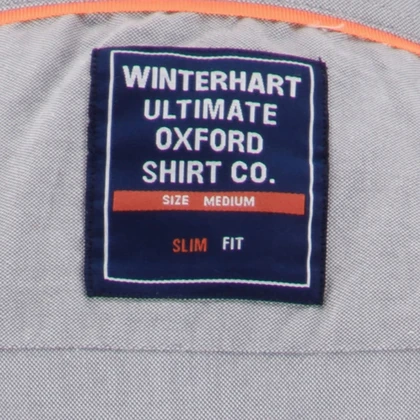 WINTERHART
ULTIMATE
OXFORD
SHIRT CO.
SIZE MEDIUM
SLIM FIT